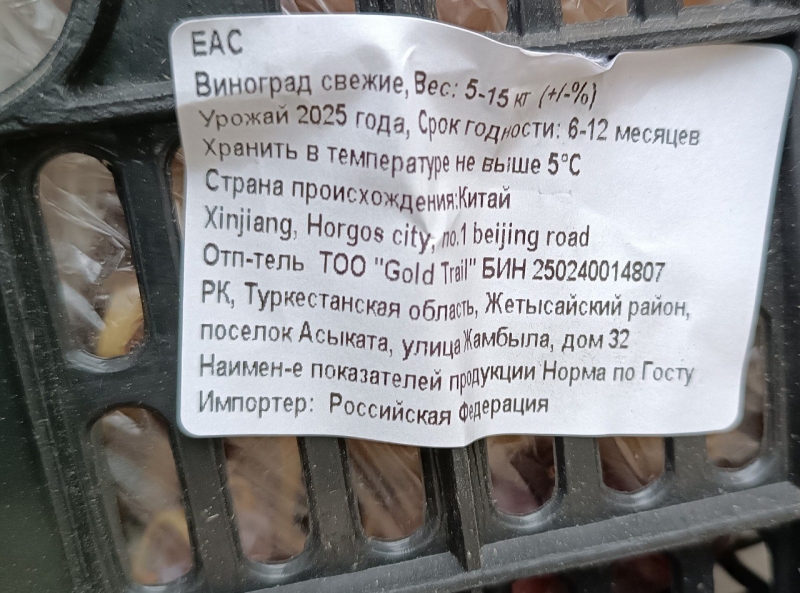 EAC
Виноград свежие, Вес: 5-15 кг (+/-%)
Урожай 2025 года, Срок годности: 6-12 месяцев
Хранить в температуре не выше 5°С
Страна происхождения:Китай
Xinjiang, Horgos city, no.1 beijing road
Отп-тель ТОО "Gold Trail" БИН 250240014807
РК, Туркестанская область, Жетысайский район,
поселок Асыката, улица Жамбыла, дом 32
Наимен-е показателей продукции Норма по Госту
Импортер: Российская Федерация